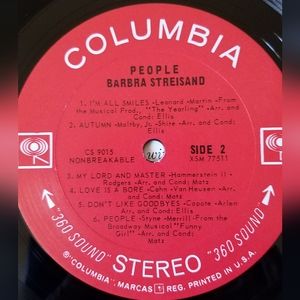 COLUMBIA
PEOPLE
BARBRA STREISAND
1. I'M ALL SMILES -Leonard -Martin -From
the Musical Prod., "The Yearling" -Arr. and
Cond: Ellis
2. AUTUMN -Maltby, Jr. -Shire -Arr. and Cond:
Ellis
CS 9015
NONBREAKABLE
SIDE 2
XSM 77511
3. MY LORD AND MASTER -Hammerstein II -
Rodgers -Arr. and Cond: Matz
4. LOVE IS A BORE -Cahn -Van Heusen -Arr.
and Cond: Matz
5. DON'T LIKE GOODBYES -Capote -Arlen
Arr. and Cond: Ellis
6. PEOPLE -Styne -Merrill -From the
Broadway Musical "Funny
Girl" -Arr. and Cond:
Matz
"360 SOUND" STEREO "360 SOUND"
® "COLUMBIA", MARCAS REG. PRINTED IN U.S.A.